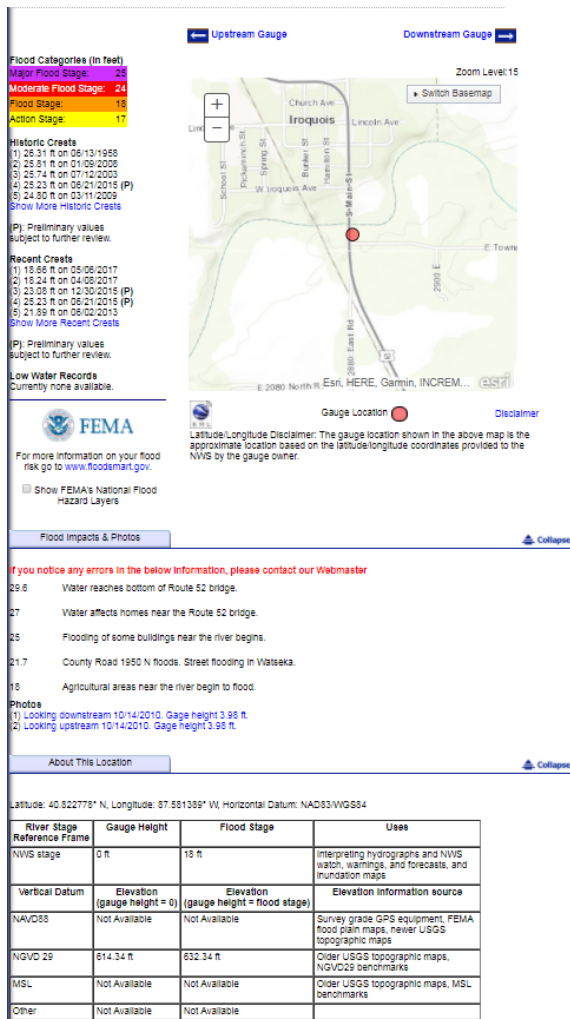 Upstream Gauge
Downstream Gauge
Flood Categories (in feet)
Major Flood Stage: 25
Moderate Flood Stage: 24
Flood Stage: 18
Action Stage: 17
Historic Crests
(1) 26.31 ft on 06/13/1958
(2) 25.81 ft on 01/09/2008
(3) 25.74 ft on 07/12/2003
(4) 25.23 ft on 06/21/2015 (P)
(5) 24.80 ft on 03/11/2009
Show More Historic Crests
(P): Preliminary values
subject to further review.
Recent Crests
(1) 18.66 ft on 05/06/2017
(2) 18.24 ft on 04/06/2017
(3) 23.08 ft on 12/30/2015 (P)
(4) 25.23 ft on 06/21/2015 (P)
(5) 21.89 ft on 06/02/2013
Show More Recent Crests
(P): Preliminary values
subject to further review.
Low Water Records
Currently none available.
FEMA
For more information on your flood
risk go to www.floodsmart.gov.
Show FEMA's National Flood
Hazard Layers
Zoom Level:15
+
−
Switch Basemap
Church Ave
Iroquois
Lincoln Ave
School St
Spring St
Bunker St
Hamilton St
W Iroquois Ave
S Main St
E Towne
2900 E
2880 East Rd
52
E 2080 North R
Esri, HERE, Garmin, INCREM...
esri
KML
Gauge Location
Disclaimer
Latitude/Longitude Disclaimer: The gauge location shown in the above map is the
approximate location based on the latitude/longitude coordinates provided to the
NWS by the gauge owner.
Flood Impacts & Photos
Collapse
If you notice any errors in the below information, please contact our Webmaster
29.6 Water reaches bottom of Route 52 bridge.
27 Water affects homes near the Route 52 bridge.
25 Flooding of some buildings near the river begins.
21.7 County Road 1950 N floods. Street flooding in Watseka.
18 Agricultural areas near the river begin to flood.
Photos
(1) Looking downstream 10/14/2010. Gage height 3.98 ft.
(2) Looking upstream 10/14/2010. Gage height 3.98 ft.
About This Location
Collapse
Latitude: 40.822778° N, Longitude: 87.581389° W, Horizontal Datum: NAD83/WGS84
River Stage Reference Frame Gauge Height Flood Stage Uses
NWS stage 0 ft 18 ft Interpreting hydrographs and NWS watch, warnings, and forecasts, and inundation maps
Vertical Datum Elevation (gauge height = 0) Elevation (gauge height = flood stage) Elevation information source
NAVD88 Not Available Not Available Survey grade GPS equipment, FEMA flood plain maps, newer USGS topographic maps
NGVD 29 614.34 ft 632.34 ft Older USGS topographic maps, NGVD29 benchmarks
MSL Not Available Not Available Older USGS topographic maps, MSL benchmarks
Other Not Available Not Available